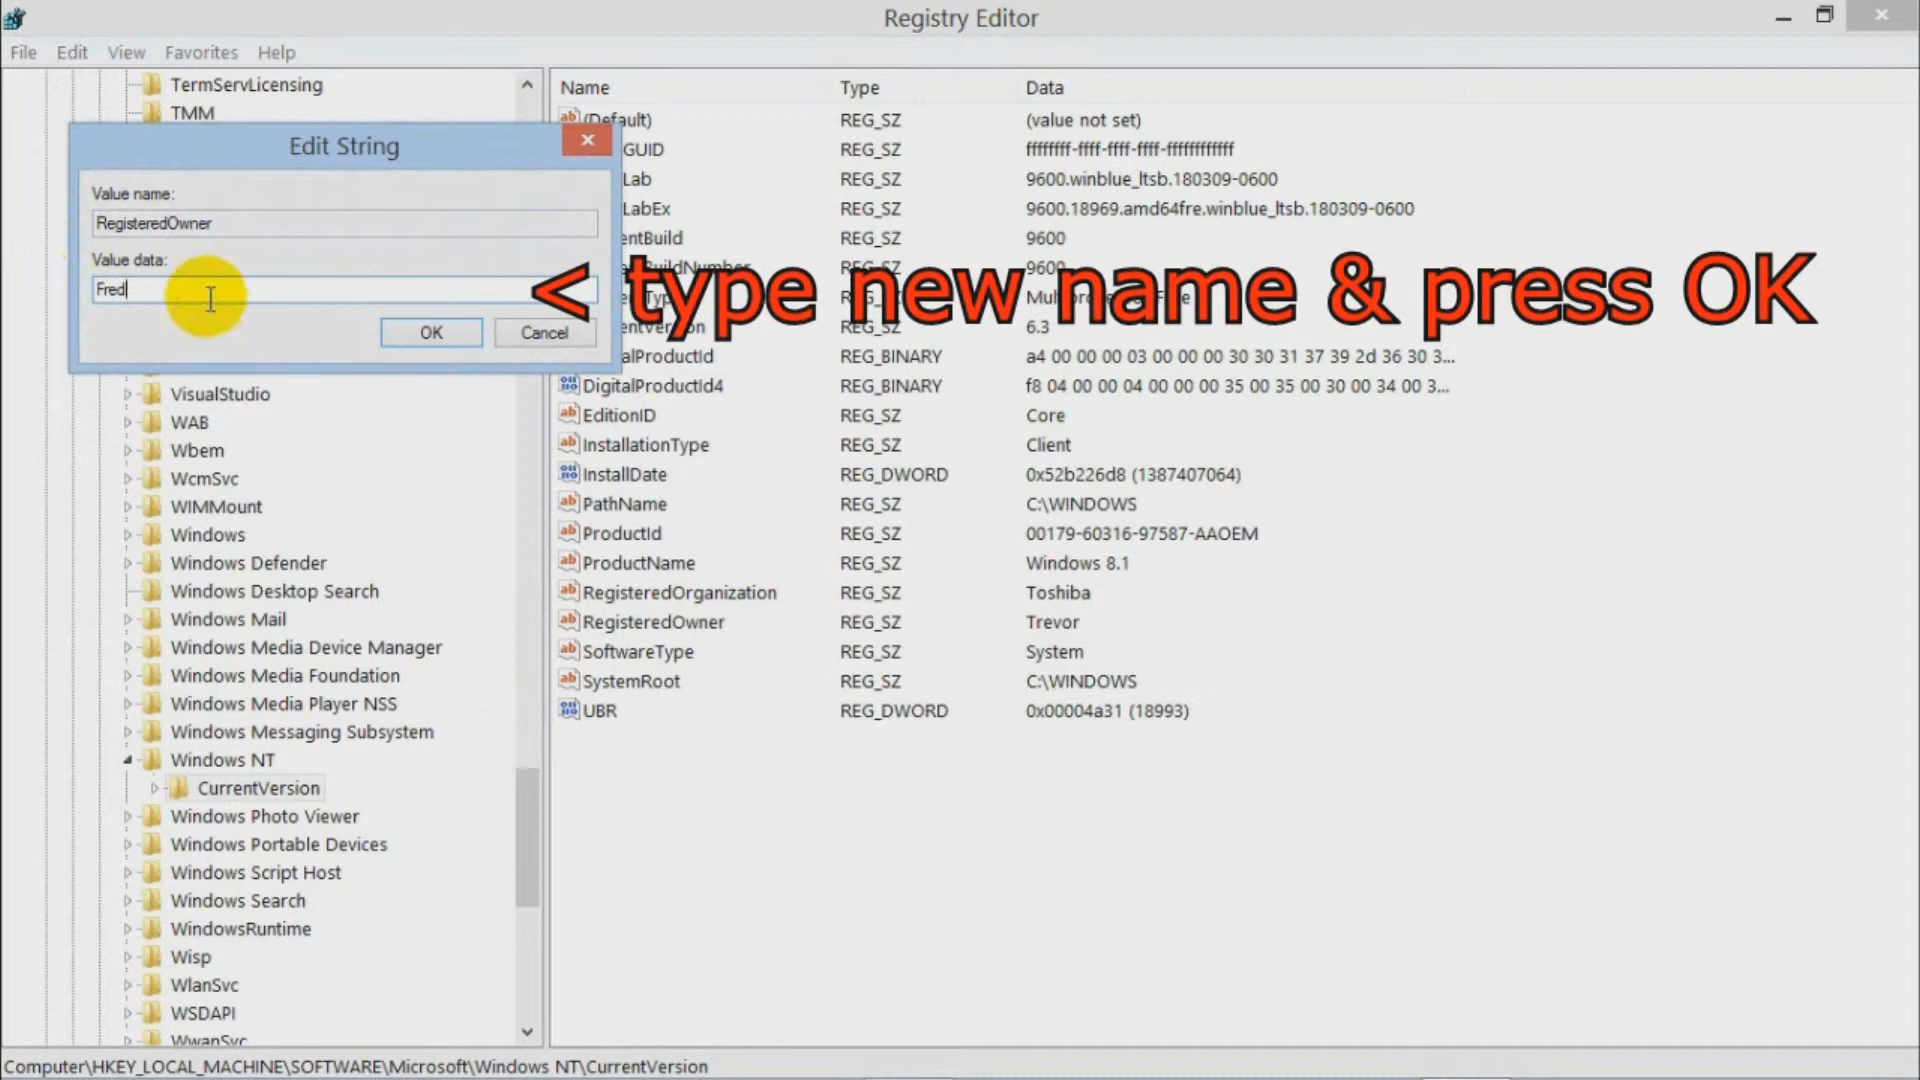 Registry Editor
File Edit View Favorites Help
TermServLicensing
TMM
Edit String
Value name:
RegisteredOwner
Value data:
Fred
OK Cancel
< type new name & press OK
VisualStudio
WAB
Wbem
WcmSvc
WIMMount
Windows
Windows Defender
Windows Desktop Search
Windows Mail
Windows Media Device Manager
Windows Media Foundation
Windows Media Player NSS
Windows Messaging Subsystem
Windows NT
CurrentVersion
Windows Photo Viewer
Windows Portable Devices
Windows Script Host
Windows Search
WindowsRuntime
Wisp
WlanSvc
WSDAPI
WwanSvc
Name Type Data
(Default) REG_SZ (value not set)
GUID REG_SZ ffffffff-ffff-ffff-ffff-ffffffffffff
Lab REG_SZ 9600.winblue_ltsb.180309-0600
LabEx REG_SZ 9600.18969.amd64fre.winblue_ltsb.180309-0600
entBuild REG_SZ 9600
REG_SZ 9600
REG_SZ 6.3
alProductId REG_BINARY a4 00 00 00 03 00 00 00 30 30 31 37 39 2d 36 30 3...
DigitalProductId4 REG_BINARY f8 04 00 00 04 00 00 00 35 00 35 00 30 00 34 00 3...
EditionID REG_SZ Core
InstallationType REG_SZ Client
InstallDate REG_DWORD 0x52b226d8 (1387407064)
PathName REG_SZ C:\WINDOWS
ProductId REG_SZ 00179-60316-97587-AAOEM
ProductName REG_SZ Windows 8.1
RegisteredOrganization REG_SZ Toshiba
RegisteredOwner REG_SZ Trevor
SoftwareType REG_SZ System
SystemRoot REG_SZ C:\WINDOWS
UBR REG_DWORD 0x00004a31 (18993)
Computer\HKEY_LOCAL_MACHINE\SOFTWARE\Microsoft\Windows NT\CurrentVersion